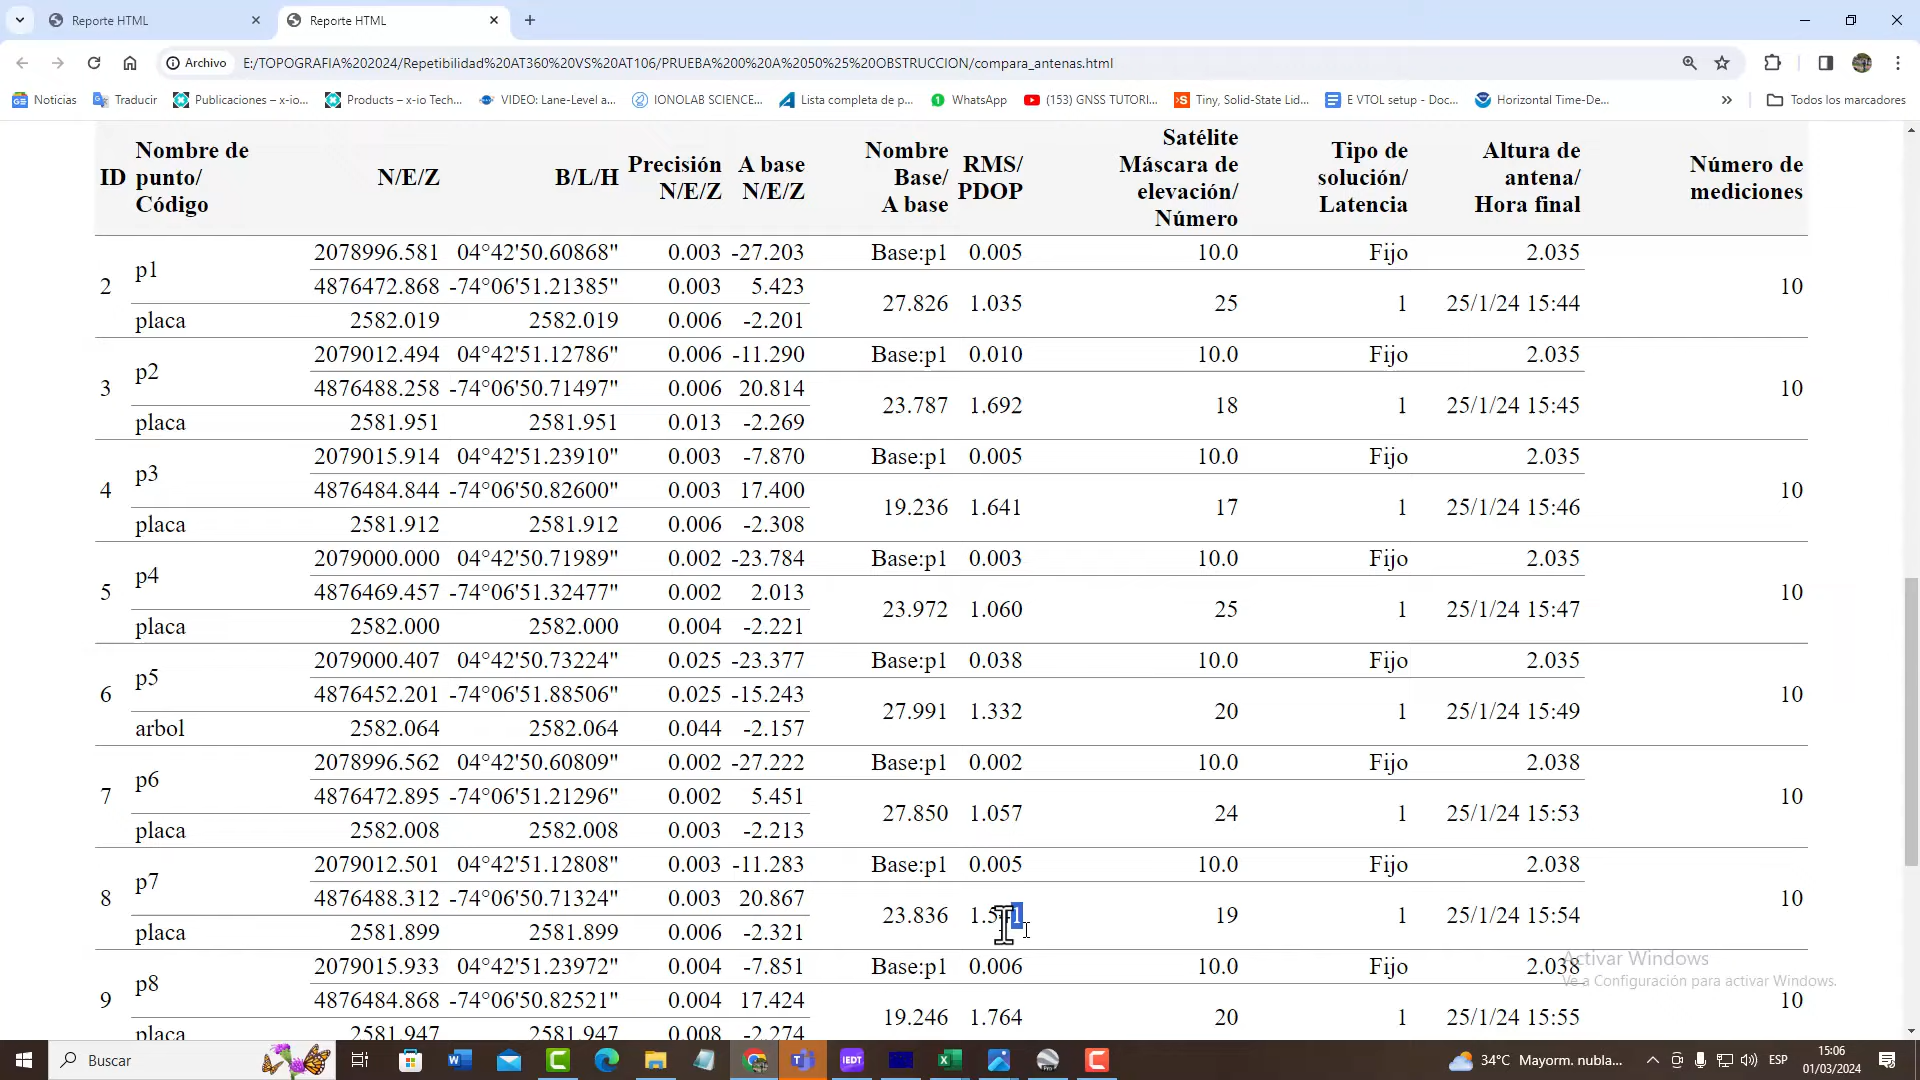 Reporte HTML
Reporte HTML
Archivo E:/TOPOGRAFIA%202024/Repetibilidad%20AT360%20VS%20AT106/PRUEBA%200%20A%2050%25%20OBSTRUCCION/compara_antenas.html
Noticias Traducir Publicaciones – x-io... Products – x-io Tech... VIDEO: Lane-Level a... IONOLAB SCIENCE... Lista completa de p... WhatsApp (153) GNSS TUTORI... Tiny, Solid-State Lid... E VTOL setup - Doc... Horizontal Time-De... Todos los marcadores
ID Nombre de punto/ Código N/E/Z B/L/H Precisión N/E/Z A base N/E/Z Nombre Base/ A base RMS/ PDOP Satélite Máscara de elevación/ Número Tipo de solución/ Latencia Altura de antena/ Hora final Número de mediciones
2 p1 2078996.581 04°42'50.60868" 0.003 -27.203 Base:p1 0.005 10.0 Fijo 2.035 10
4876472.868 -74°06'51.21385" 0.003 5.423 27.826 1.035 25 1 25/1/24 15:44
placa 2582.019 2582.019 0.006 -2.201
3 p2 2079012.494 04°42'51.12786" 0.006 -11.290 Base:p1 0.010 10.0 Fijo 2.035 10
4876488.258 -74°06'50.71497" 0.006 20.814 23.787 1.692 18 1 25/1/24 15:45
placa 2581.951 2581.951 0.013 -2.269
4 p3 2079015.914 04°42'51.23910" 0.003 -7.870 Base:p1 0.005 10.0 Fijo 2.035 10
4876484.844 -74°06'50.82600" 0.003 17.400 19.236 1.641 17 1 25/1/24 15:46
placa 2581.912 2581.912 0.006 -2.308
5 p4 2079000.000 04°42'50.71989" 0.002 -23.784 Base:p1 0.003 10.0 Fijo 2.035 10
4876469.457 -74°06'51.32477" 0.002 2.013 23.972 1.060 25 1 25/1/24 15:47
placa 2582.000 2582.000 0.004 -2.221
6 p5 2079000.407 04°42'50.73224" 0.025 -23.377 Base:p1 0.038 10.0 Fijo 2.035 10
4876452.201 -74°06'51.88506" 0.025 -15.243 27.991 1.332 20 1 25/1/24 15:49
arbol 2582.064 2582.064 0.044 -2.157
7 p6 2078996.562 04°42'50.60809" 0.002 -27.222 Base:p1 0.002 10.0 Fijo 2.038 10
4876472.895 -74°06'51.21296" 0.002 5.451 27.850 1.057 24 1 25/1/24 15:53
placa 2582.008 2582.008 0.003 -2.213
8 p7 2079012.501 04°42'51.12808" 0.003 -11.283 Base:p1 0.005 10.0 Fijo 2.038 10
4876488.312 -74°06'50.71324" 0.003 20.867 23.836 19 1 25/1/24 15:54
placa 2581.899 2581.899 0.006 -2.321
9 p8 2079015.933 04°42'51.23972" 0.004 -7.851 Base:p1 0.006 10.0 Fijo 2.038 10
4876484.868 -74°06'50.82521" 0.004 17.424 19.246 1.764 20 1 25/1/24 15:55
placa 2581.947 2581.947 0.008 -2.274
Activar Windows
Ve a Configuración para activar Windows.
Buscar 34°C Mayorm. nubla... ESP 15:06
01/03/2024